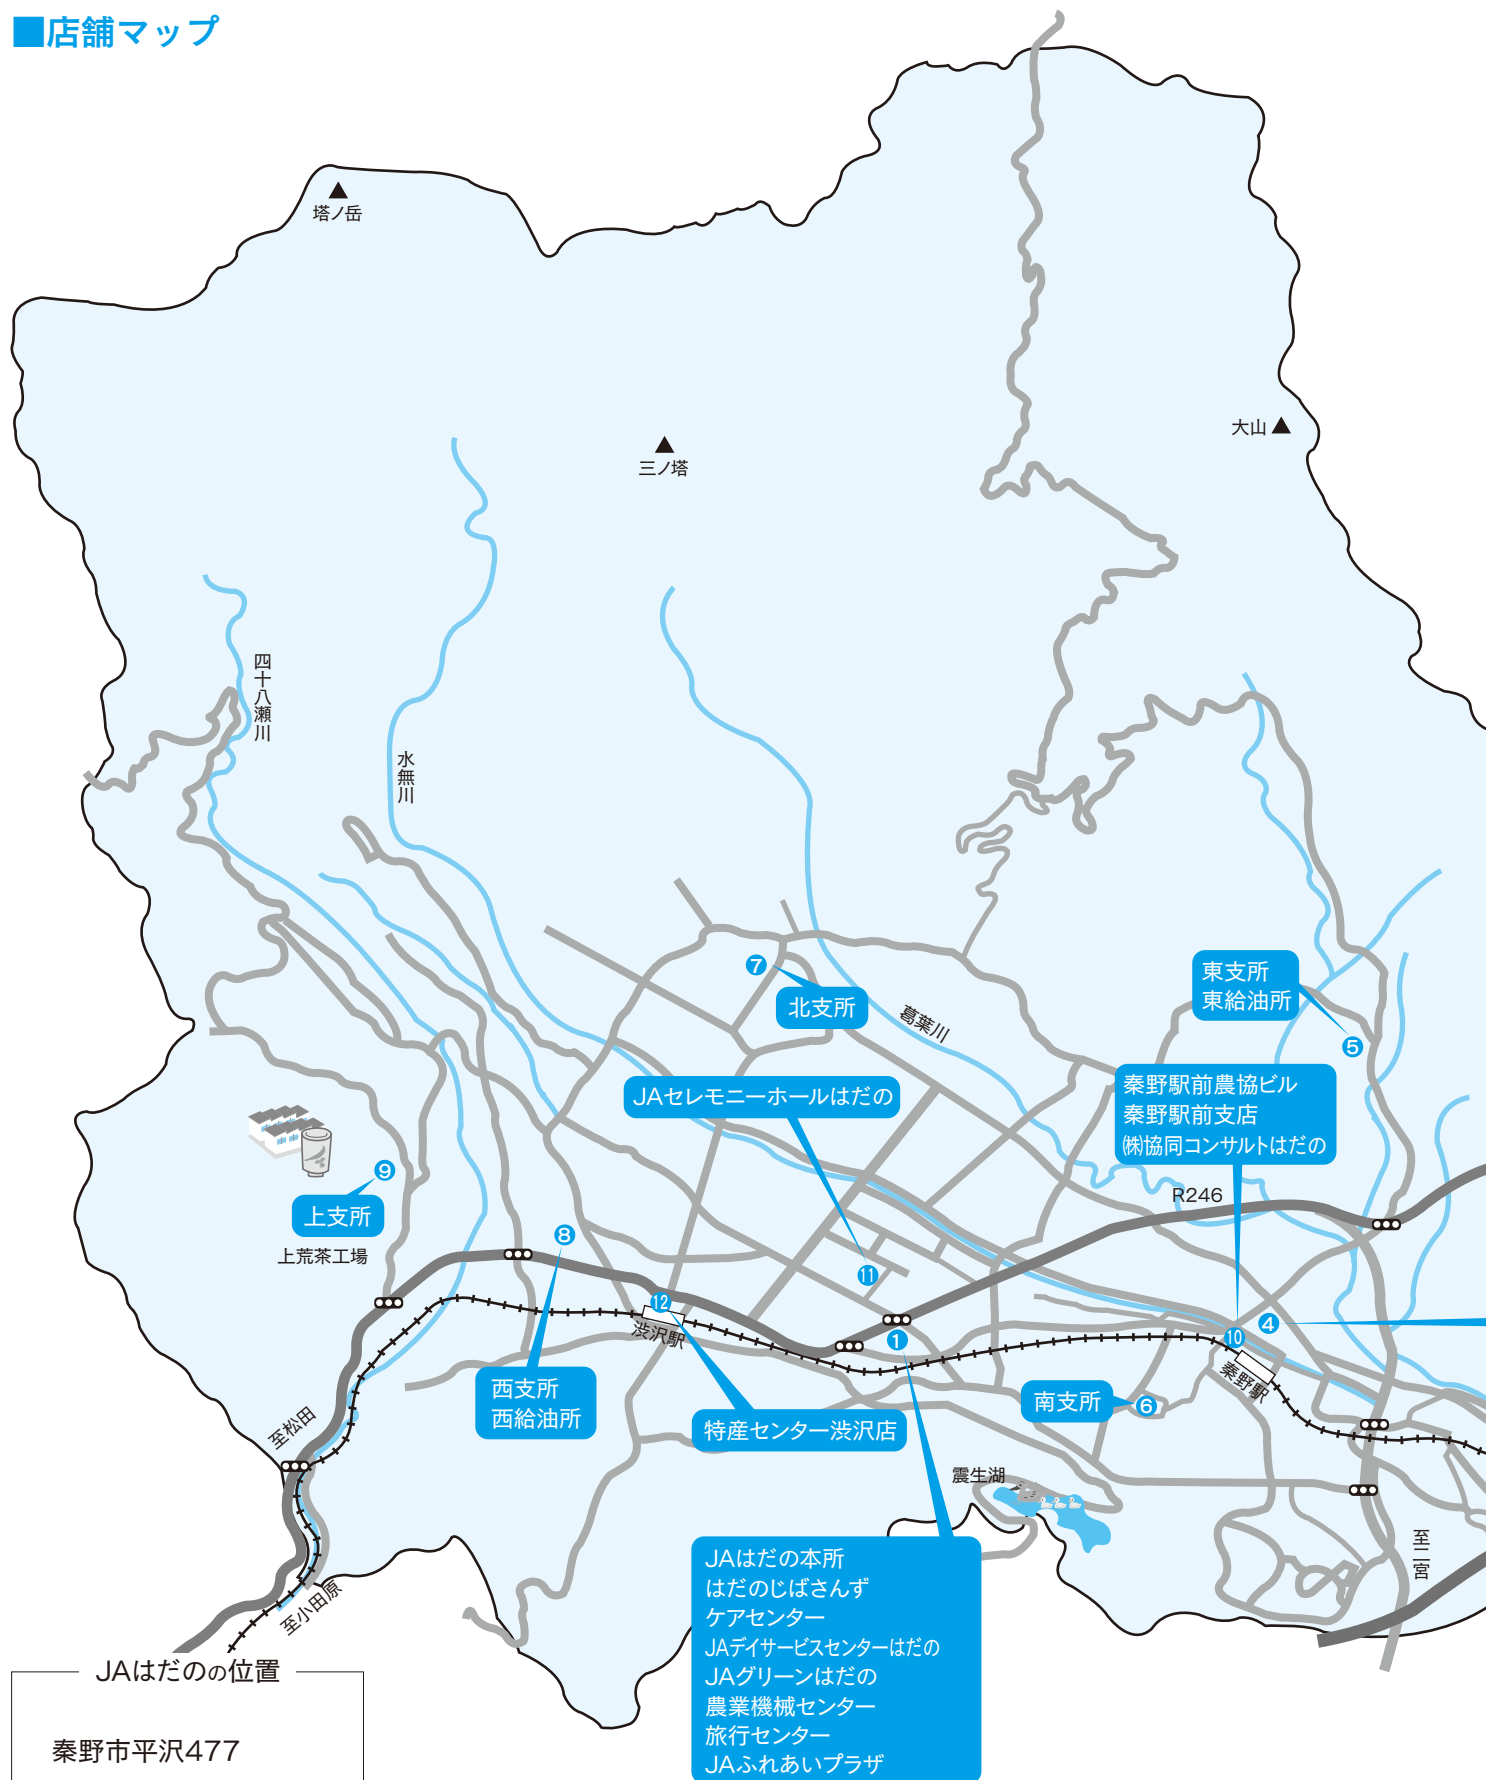 ■店舗マップ
塔ノ岳
大山
三ノ塔
四十八瀬川
水無川
葛葉川
⑦
北支所
東支所
東給油所
⑤
JAセレモニーホールはだの
秦野駅前農協ビル
秦野駅前支店
㈱協同コンサルトはだの
R246
⑨
上支所
上荒茶工場
⑧
⑪
⑫
渋沢駅
①
⑩
④
秦野駅
西支所
西給油所
特産センター渋沢店
南支所
⑥
至松田
震生湖
至二宮
至小田原
JAはだの本所
はだのじばさんず
ケアセンター
JAデイサービスセンターはだの
JAグリーンはだの
農業機械センター
旅行センター
JAふれあいプラザ
JAはだのの位置
秦野市平沢477